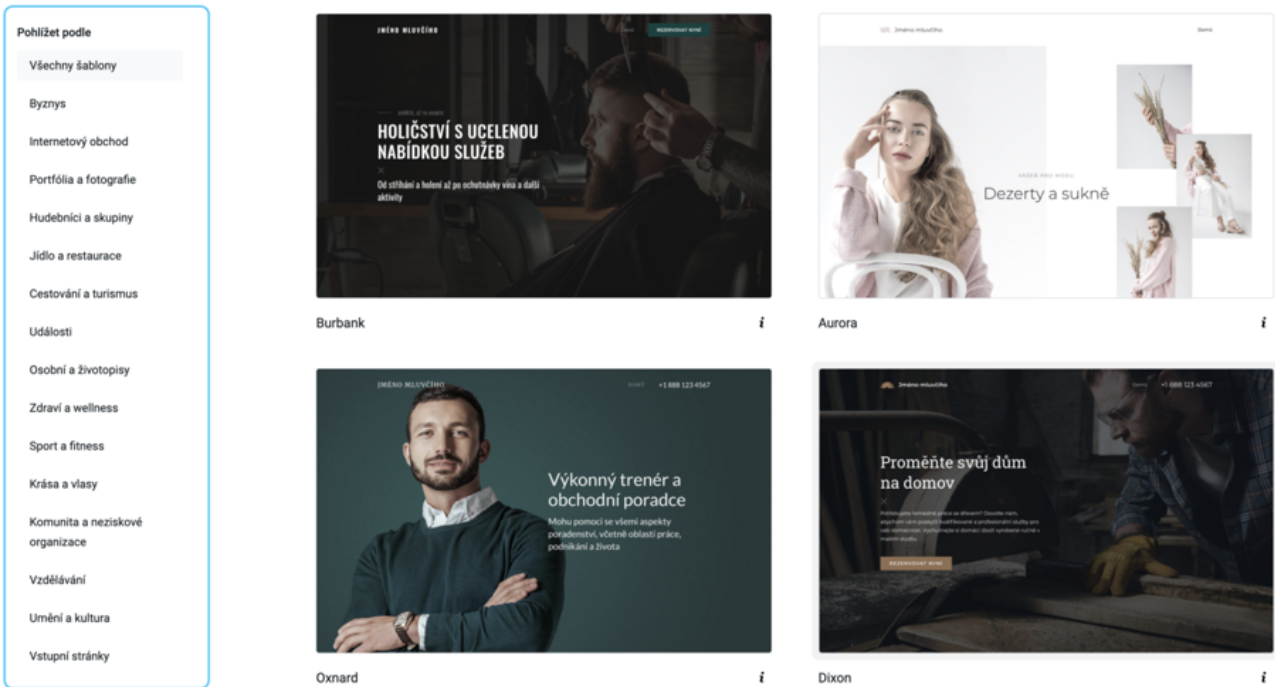 Pohlížet podle
Všechny šablony
Byznys
Internetový obchod
Portfólia a fotografie
Hudebníci a skupiny
Jídlo a restaurace
Cestování a turismus
Události
Osobní a životopisy
Zdraví a wellness
Sport a fitness
Krása a vlasy
Komunita a neziskové
organizace
Vzdělávání
Umění a kultura
Vstupní stránky
JMÉNO MLUVČÍHO
REZERVOVAT NYNÍ
HOLIČSTVÍ S UCELENOU
NABÍDKOU SLUŽEB
Od stříhání a holení až po ochutnávky vína a další
aktivity
Burbank
i
Jméno mluvčího
Domů
Dezerty a sukně
Aurora
i
JMÉNO MLUVČÍHO
DOMŮ +1 888 123 4567
Výkonný trenér a
obchodní poradce
Mohu pomoci se všemi aspekty
poradenství, včetně oblastí práce,
podnikání a života
Oxnard
i
Jméno mluvčího
Domů +1 888 123 4567
Proměňte svůj dům
na domov
REZERVOVAT NYNÍ
Dixon
i